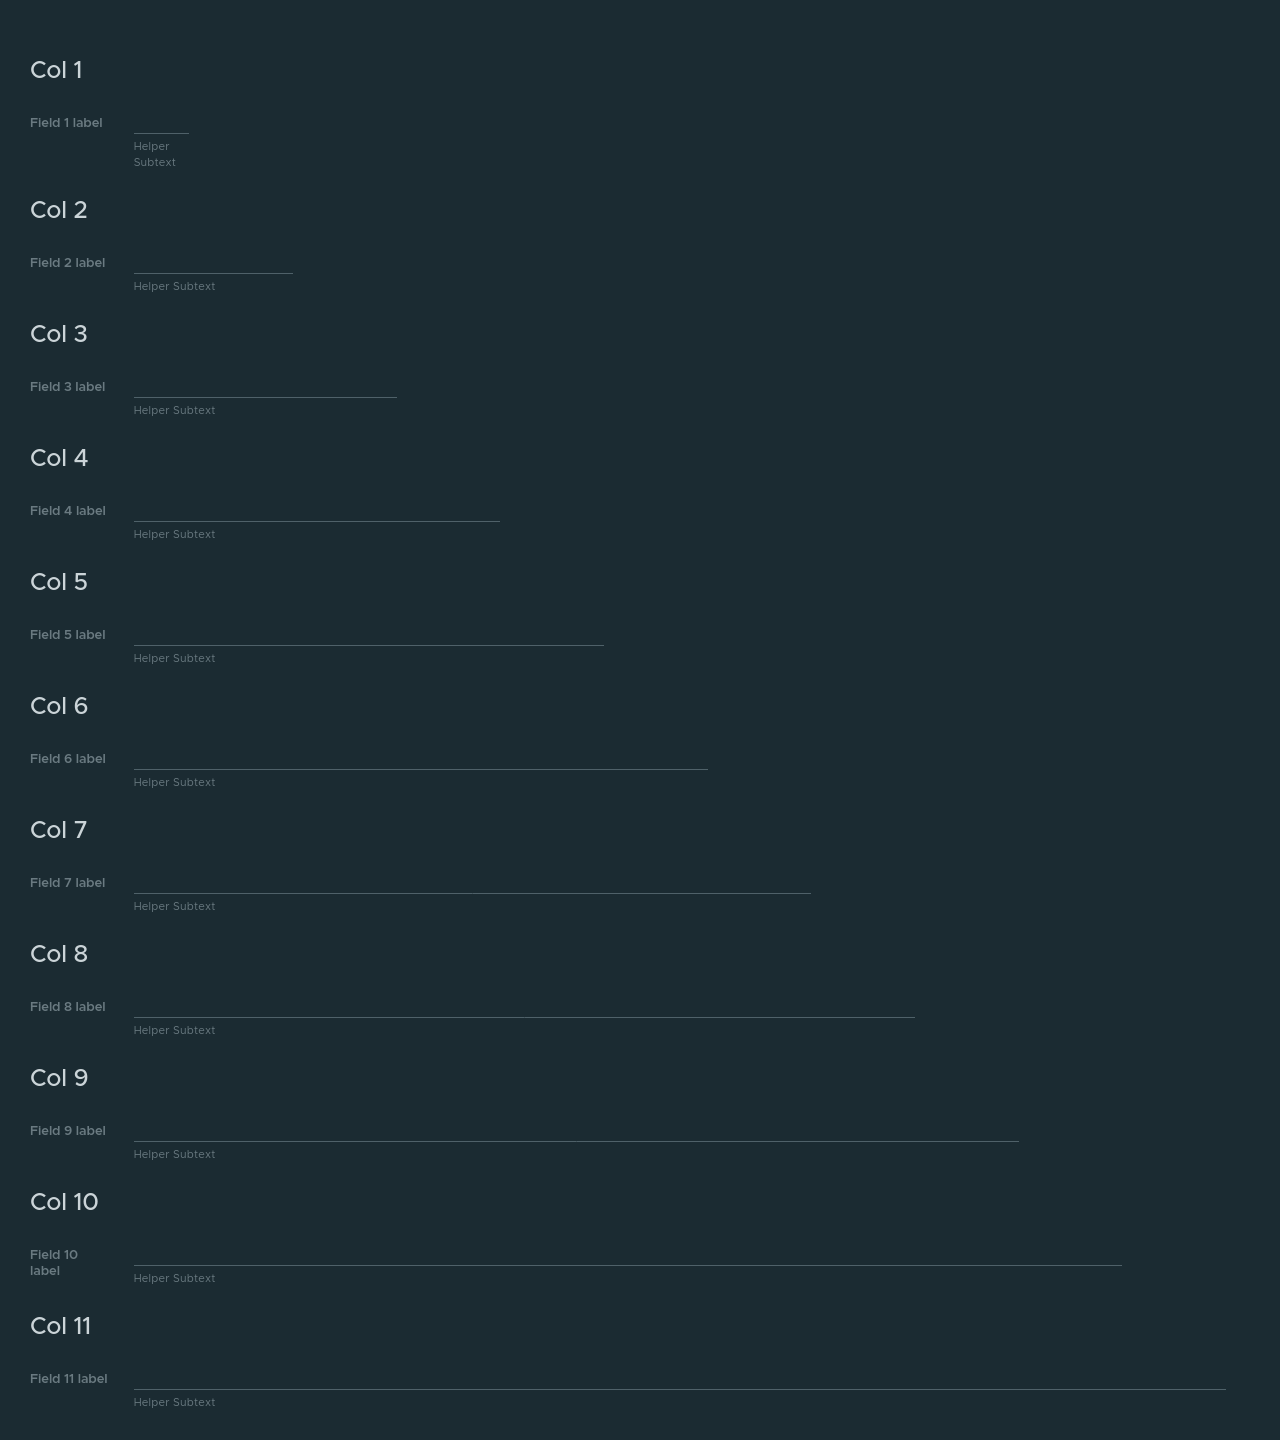 Col 1
Field 1 label
Helper
Subtext
Col 2
Field 2 label
Helper Subtext
Col 3
Field 3 label
Helper Subtext
Col 4
Field 4 label
Helper Subtext
Col 5
Field 5 label
Helper Subtext
Col 6
Field 6 label
Helper Subtext
Col 7
Field 7 label
Helper Subtext
Col 8
Field 8 label
Helper Subtext
Col 9
Field 9 label
Helper Subtext
Col 10
Field 10
label
Helper Subtext
Col 11
Field 11 label
Helper Subtext